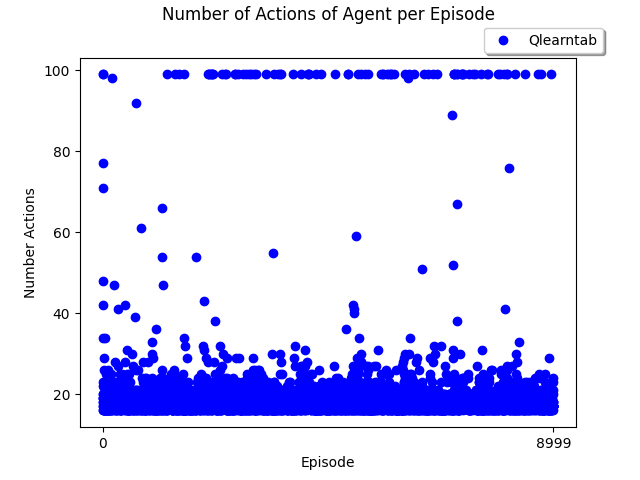 Number of Actions of Agent per Episode
Qlearntab
100
80
60
40
20
Number Actions
0
8999
Episode